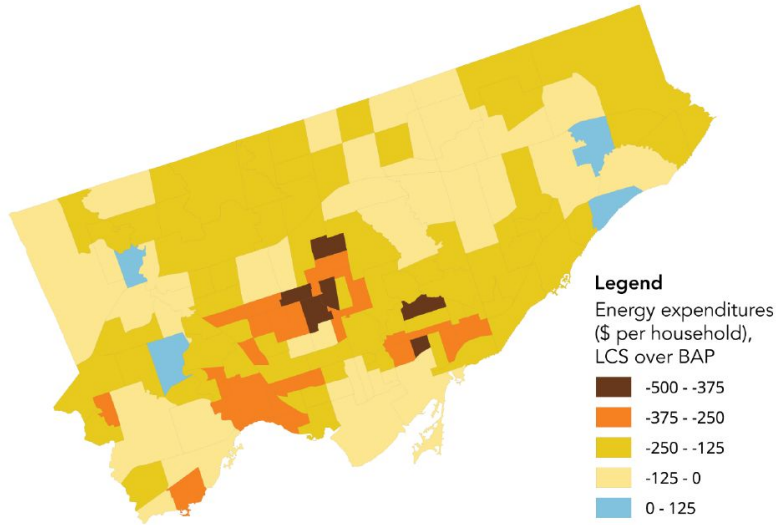 Legend
Energy expenditures
($ per household),
LCS over BAP
-500 - -375
-375 - -250
-250 - -125
-125 - 0
0 - 125